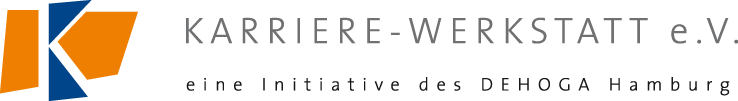 KARRIERE-WERKSTATT e.V.
eine Initiative des DEHOGA Hamburg